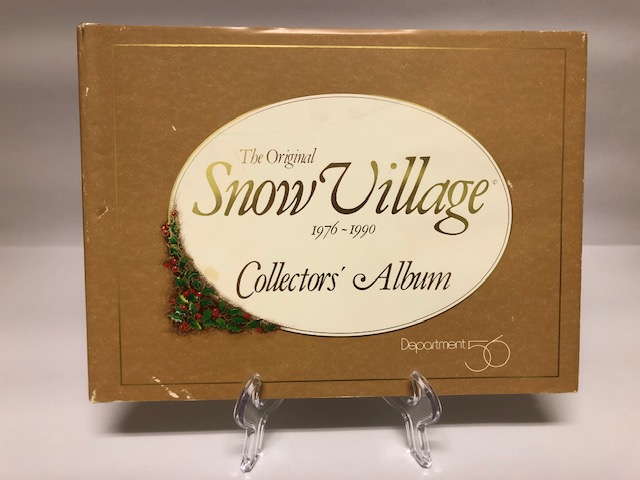 The Original
Snow Village ©
1976 ~ 1990
Collectors' Album
Department 56